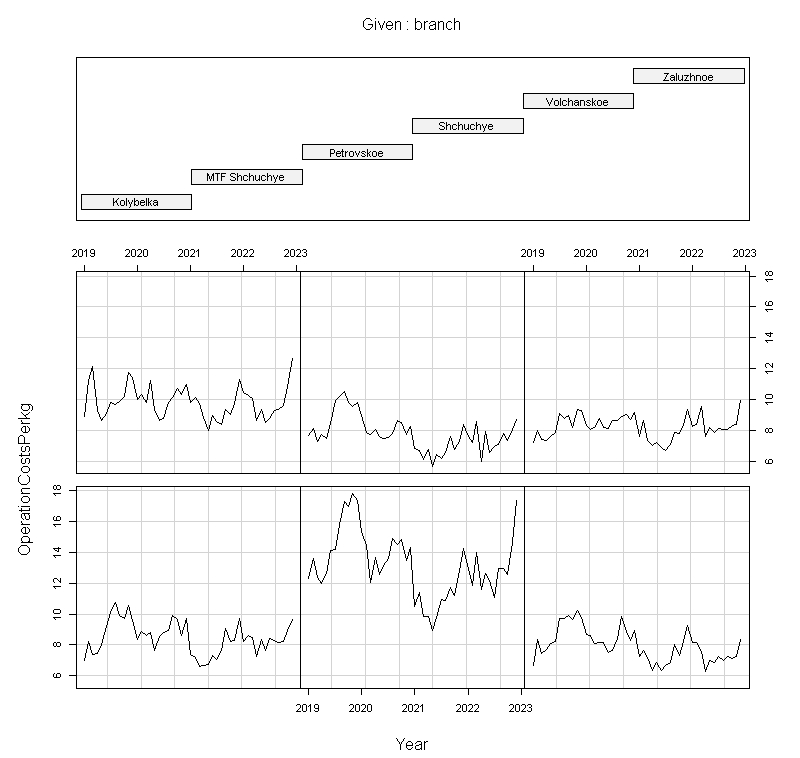 Given : branch
Zaluzhnoe
Volchanskoe
Shchuchye
Petrovskoe
MTF Shchuchye
Kolybelka
2019 2020 2021 2022 2023 2019 2020 2021 2022 2023
18
16
14
12
10
8
6
18
16
14
12
10
8
6
OperationCostsPerkg
2019 2020 2021 2022 2023
Year